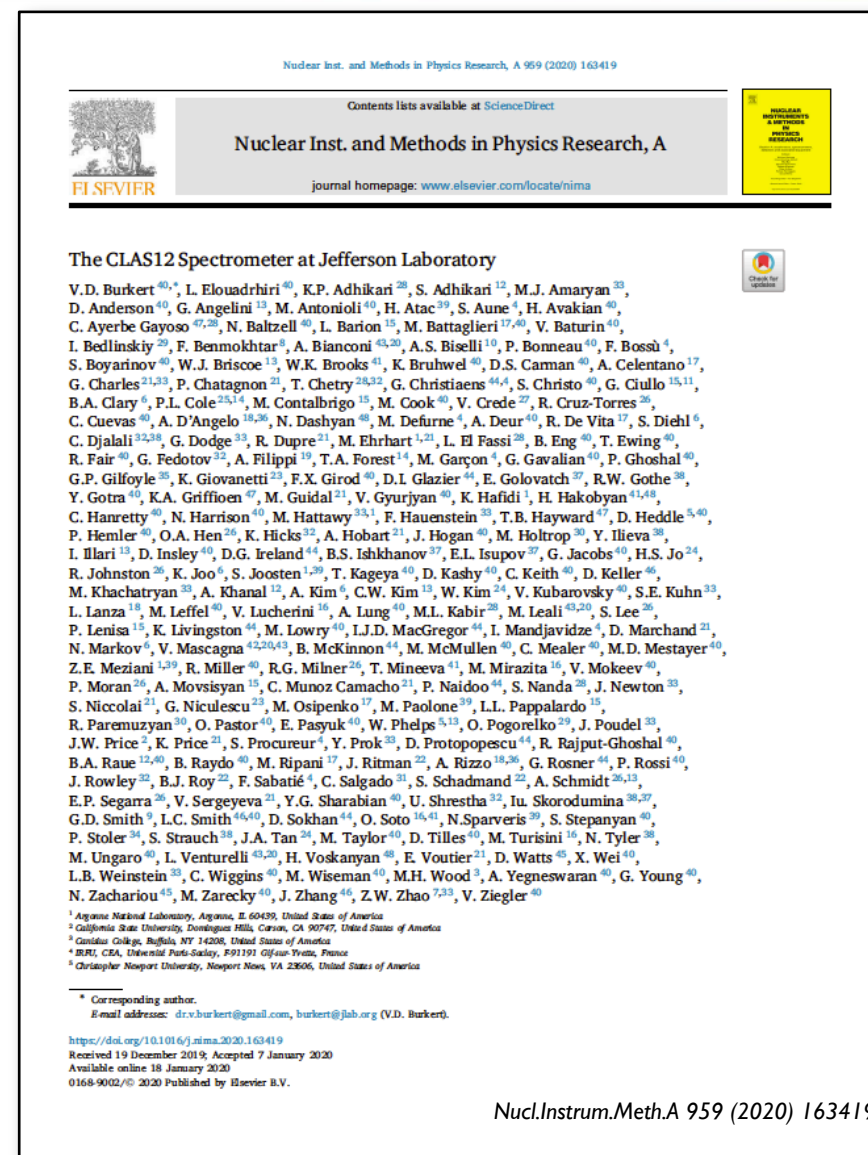 Nuclear Inst. and Methods in Physics Research, A 959 (2020) 163419
Contents lists available at ScienceDirect
Nuclear Inst. and Methods in Physics Research, A
journal homepage: www.elsevier.com/locate/nima
ELSEVIER
NUCLEAR
INSTRUMENTS
& METHODS
IN
PHYSICS
RESEARCH
The CLAS12 Spectrometer at Jefferson Laboratory
Check for
updates
V.D. Burkert 40,*, L. Elouadrhiri 40, K.P. Adhikari 28, S. Adhikari 12, M.J. Amaryan 33,
D. Anderson 40, G. Angelini 13, M. Antonioli 40, H. Atac 39, S. Aune 4, H. Avakian 40,
C. Ayerbe Gayoso 47,28, N. Baltzell 40, L. Barion 15, M. Battaglieri 17,40, V. Baturin 40,
I. Bedlinskiy 29, F. Benmokhtar 8, A. Bianconi 43,20, A.S. Biselli 10, P. Bonneau 40, F. Bossù 4,
S. Boyarinov 40, W.J. Briscoe 13, W.K. Brooks 41, K. Bruhwel 40, D.S. Carman 40, A. Celentano 17,
G. Charles 21,33, P. Chatagnon 21, T. Chetry 28,32, G. Christiaens 44,4, S. Christo 40, G. Ciullo 15,11,
B.A. Clary 6, P.L. Cole 25,14, M. Contalbrigo 15, M. Cook 40, V. Crede 27, R. Cruz-Torres 26,
C. Cuevas 40, A. D'Angelo 18,36, N. Dashyan 48, M. Defurne 4, A. Deur 40, R. De Vita 17, S. Diehl 6,
C. Djalali 32,38, G. Dodge 33, R. Dupre 21, M. Ehrhart 1,21, L. El Fassi 28, B. Eng 40, T. Ewing 40,
R. Fair 40, G. Fedotov 32, A. Filippi 19, T.A. Forest 14, M. Garçon 4, G. Gavalian 40, P. Ghoshal 40,
G.P. Gilfoyle 35, K. Giovanetti 23, F.X. Girod 40, D.I. Glazier 44, E. Golovatch 37, R.W. Gothe 38,
Y. Gotra 40, K.A. Griffioen 47, M. Guidal 21, V. Gyurjyan 40, K. Hafidi 1, H. Hakobyan 41,48,
C. Hanretty 40, N. Harrison 40, M. Hattawy 33,1, F. Hauenstein 33, T.B. Hayward 47, D. Heddle 5,40,
P. Hemler 40, O.A. Hen 26, K. Hicks 32, A. Hobart 21, J. Hogan 40, M. Holtrop 30, Y. Ilieva 38,
I. Illari 13, D. Insley 40, D.G. Ireland 44, B.S. Ishkhanov 37, E.L. Isupov 37, G. Jacobs 40, H.S. Jo 24,
R. Johnston 26, K. Joo 6, S. Joosten 1,39, T. Kageya 40, D. Kashy 40, C. Keith 40, D. Keller 46,
M. Khachatryan 33, A. Khanal 12, A. Kim 6, C.W. Kim 13, W. Kim 24, V. Kubarovsky 40, S.E. Kuhn 33,
L. Lanza 18, M. Leffel 40, V. Lucherini 16, A. Lung 40, M.L. Kabir 28, M. Leali 43,20, S. Lee 26,
P. Lenisa 15, K. Livingston 44, M. Lowry 40, I.J.D. MacGregor 44, I. Mandjavidze 4, D. Marchand 21,
N. Markov 6, V. Mascagna 42,20,43, B. McKinnon 44, M. McMullen 40, C. Mealer 40, M.D. Mestayer 40,
Z.E. Meziani 1,39, R. Miller 40, R.G. Milner 26, T. Mineeva 41, M. Mirazita 16, V. Mokeev 40,
P. Moran 26, A. Movsisyan 15, C. Munoz Camacho 21, P. Naidoo 44, S. Nanda 28, J. Newton 33,
S. Niccolai 21, G. Niculescu 23, M. Osipenko 17, M. Paolone 39, L.L. Pappalardo 15,
R. Paremuzyan 30, O. Pastor 40, E. Pasyuk 40, W. Phelps 5,13, O. Pogorelko 29, J. Poudel 33,
J.W. Price 2, K. Price 21, S. Procureur 4, Y. Prok 33, D. Protopopescu 44, R. Rajput-Ghoshal 40,
B.A. Raue 12,40, B. Raydo 40, M. Ripani 17, J. Ritman 22, A. Rizzo 18,36, G. Rosner 44, P. Rossi 40,
J. Rowley 32, B.J. Roy 22, F. Sabatié 4, C. Salgado 31, S. Schadmand 22, A. Schmidt 26,13,
E.P. Segarra 26, V. Sergeyeva 21, Y.G. Sharabian 40, U. Shrestha 32, Iu. Skorodumina 38,37,
G.D. Smith 9, L.C. Smith 46,40, D. Sokhan 44, O. Soto 16,41, N.Sparveris 39, S. Stepanyan 40,
P. Stoler 34, S. Strauch 38, J.A. Tan 24, M. Taylor 40, D. Tilles 40, M. Turisini 16, N. Tyler 38,
M. Ungaro 40, L. Venturelli 43,20, H. Voskanyan 48, E. Voutier 21, D. Watts 45, X. Wei 40,
L.B. Weinstein 33, C. Wiggins 40, M. Wiseman 40, M.H. Wood 3, A. Yegneswaran 40, G. Young 40,
N. Zachariou 45, M. Zarecky 40, J. Zhang 46, Z.W. Zhao 7,33, V. Ziegler 40
1 Argonne National Laboratory, Argonne, IL 60439, United States of America
2 California State University, Domingues Hills, Carson, CA 90747, United States of America
3 Canisius College, Buffalo, NY 14208, United States of America
4 IRFU, CEA, Université Paris-Saclay, F-91191 Gif-sur-Yvette, France
5 Christopher Newport University, Newport News, VA 23606, United States of America
* Corresponding author.
E-mail addresses: dr.v.burkert@gmail.com, burkert@jlab.org (V.D. Burkert).
https://doi.org/10.1016/j.nima.2020.163419
Received 19 December 2019; Accepted 7 January 2020
Available online 18 January 2020
0168-9002/© 2020 Published by Elsevier B.V.
Nucl.Instrum.Meth.A 959 (2020) 163419